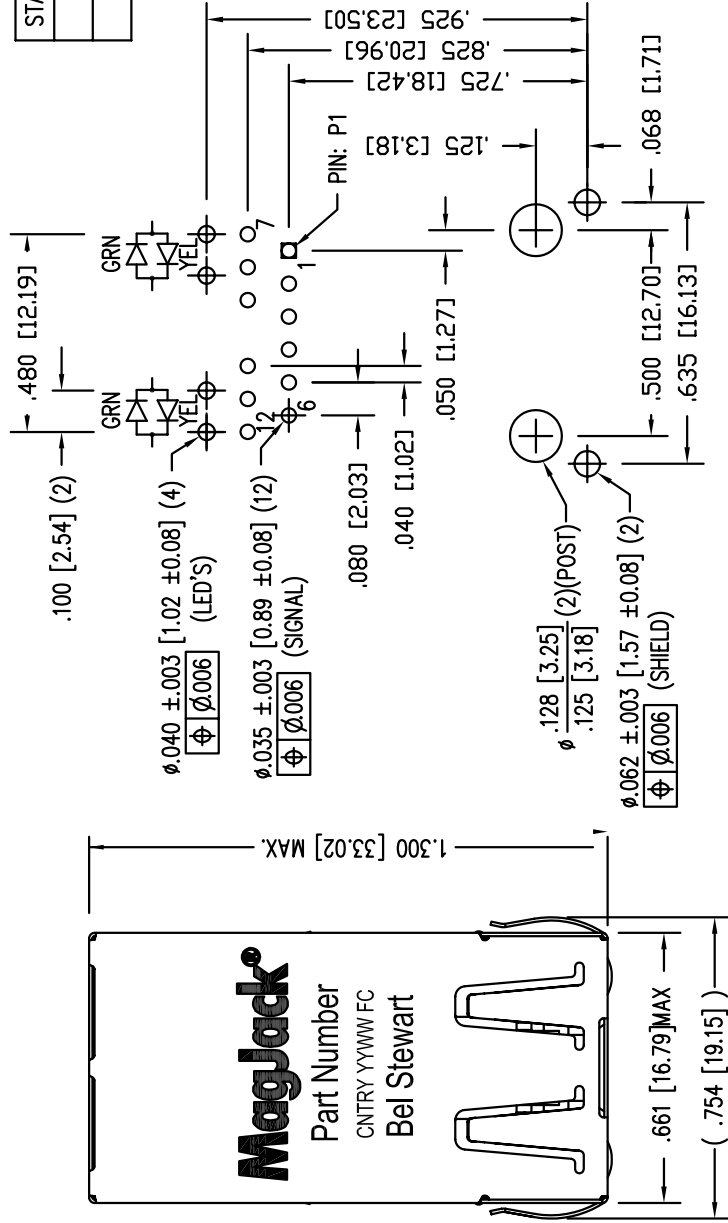 STA
.480 [12.19]
.100 [2.54] (2)
GRN
GRN
YEL
YEL
ø.040 ±.003 [1.02 ±0.08] (4)
(LED'S)
⌖ Ø.006
ø.035 ±.003 [0.89 ±0.08] (12)
(SIGNAL)
⌖ Ø.006
12
7
6
1
PIN: P1
.925 [23.50]
.825 [20.96]
.725 [18.42]
.125 [3.18]
.080 [2.03]
.040 [1.02]
.050 [1.27]
.068 [1.71]
ø .128 [3.25]
.125 [3.18] (2)(POST)
ø.062 ±.003 [1.57 ±0.08] (2)
(SHIELD)
⌖ Ø.006
.500 [12.70]
.635 [16.13]
1.300 [33.02] MAX.
MagJack®
Part Number
CNTRY YYWW FC
Bel Stewart
.661 [16.79] MAX
( .754 [19.15] )